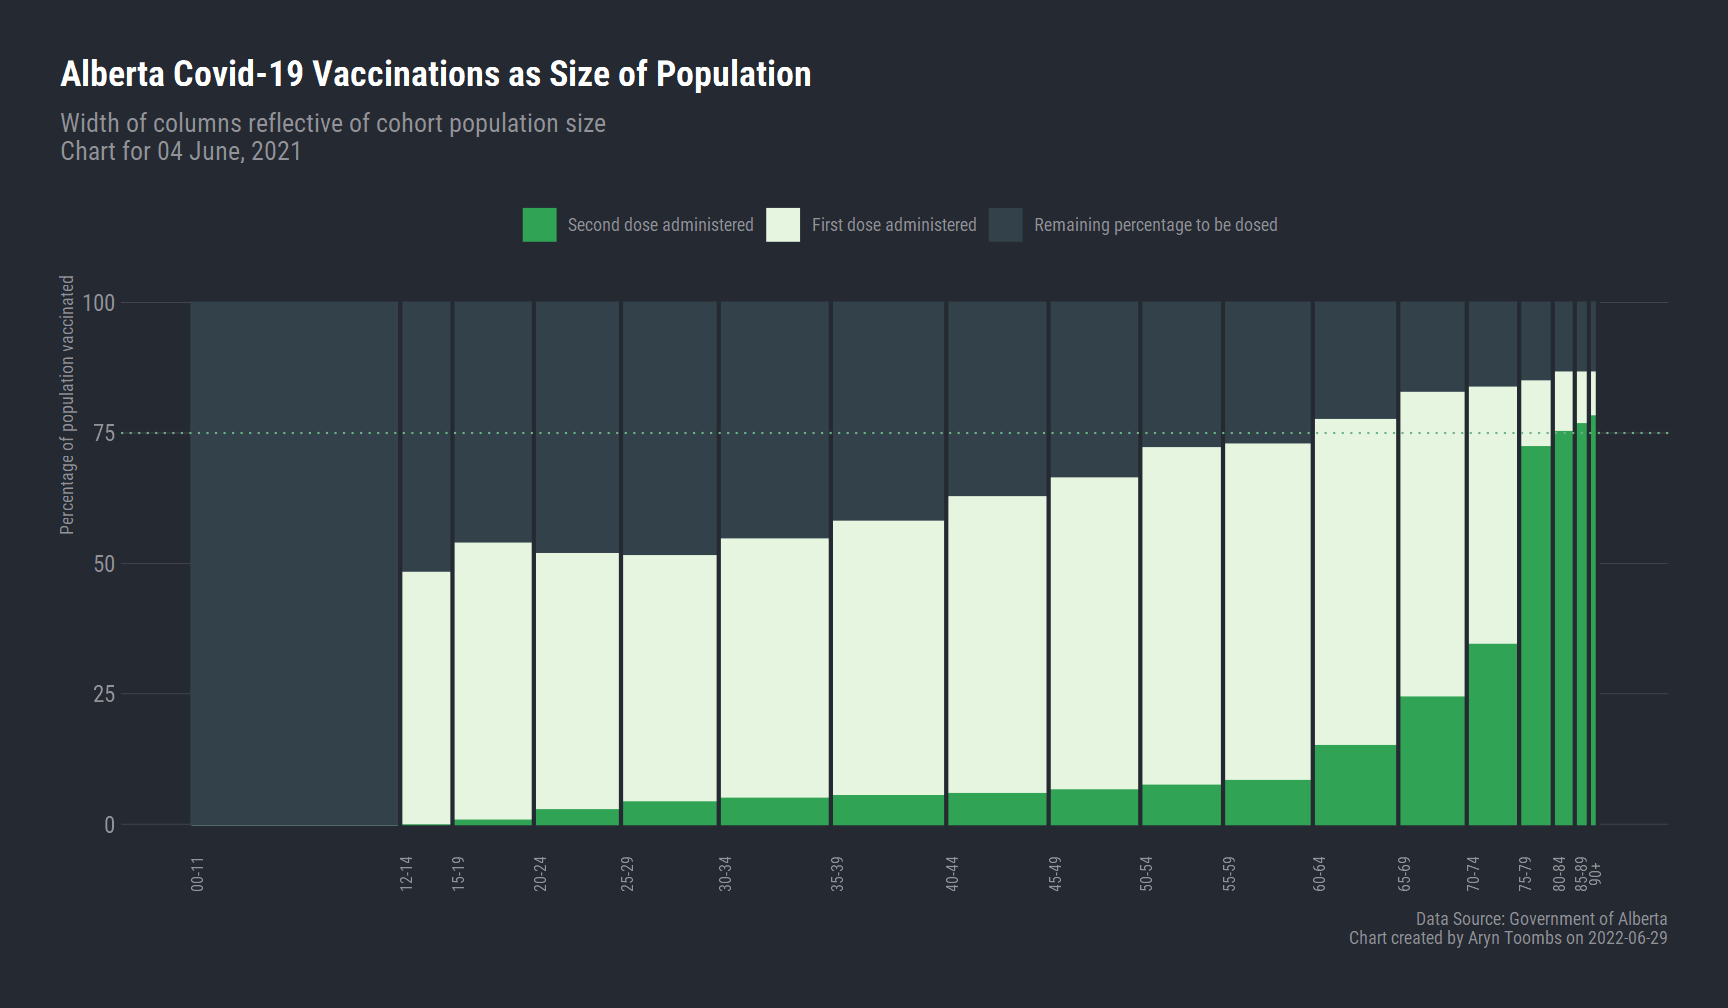 Alberta Covid-19 Vaccinations as Size of Population
Width of columns reflective of cohort population size
Chart for 04 June, 2021
Second dose administered
First dose administered
Remaining percentage to be dosed
Percentage of population vaccinated
100
75
50
25
0
00-11
12-14
15-19
20-24
25-29
30-34
35-39
40-44
45-49
50-54
55-59
60-64
65-69
70-74
75-79
80-84
85-89
90+
Data Source: Government of Alberta
Chart created by Aryn Toombs on 2022-06-29